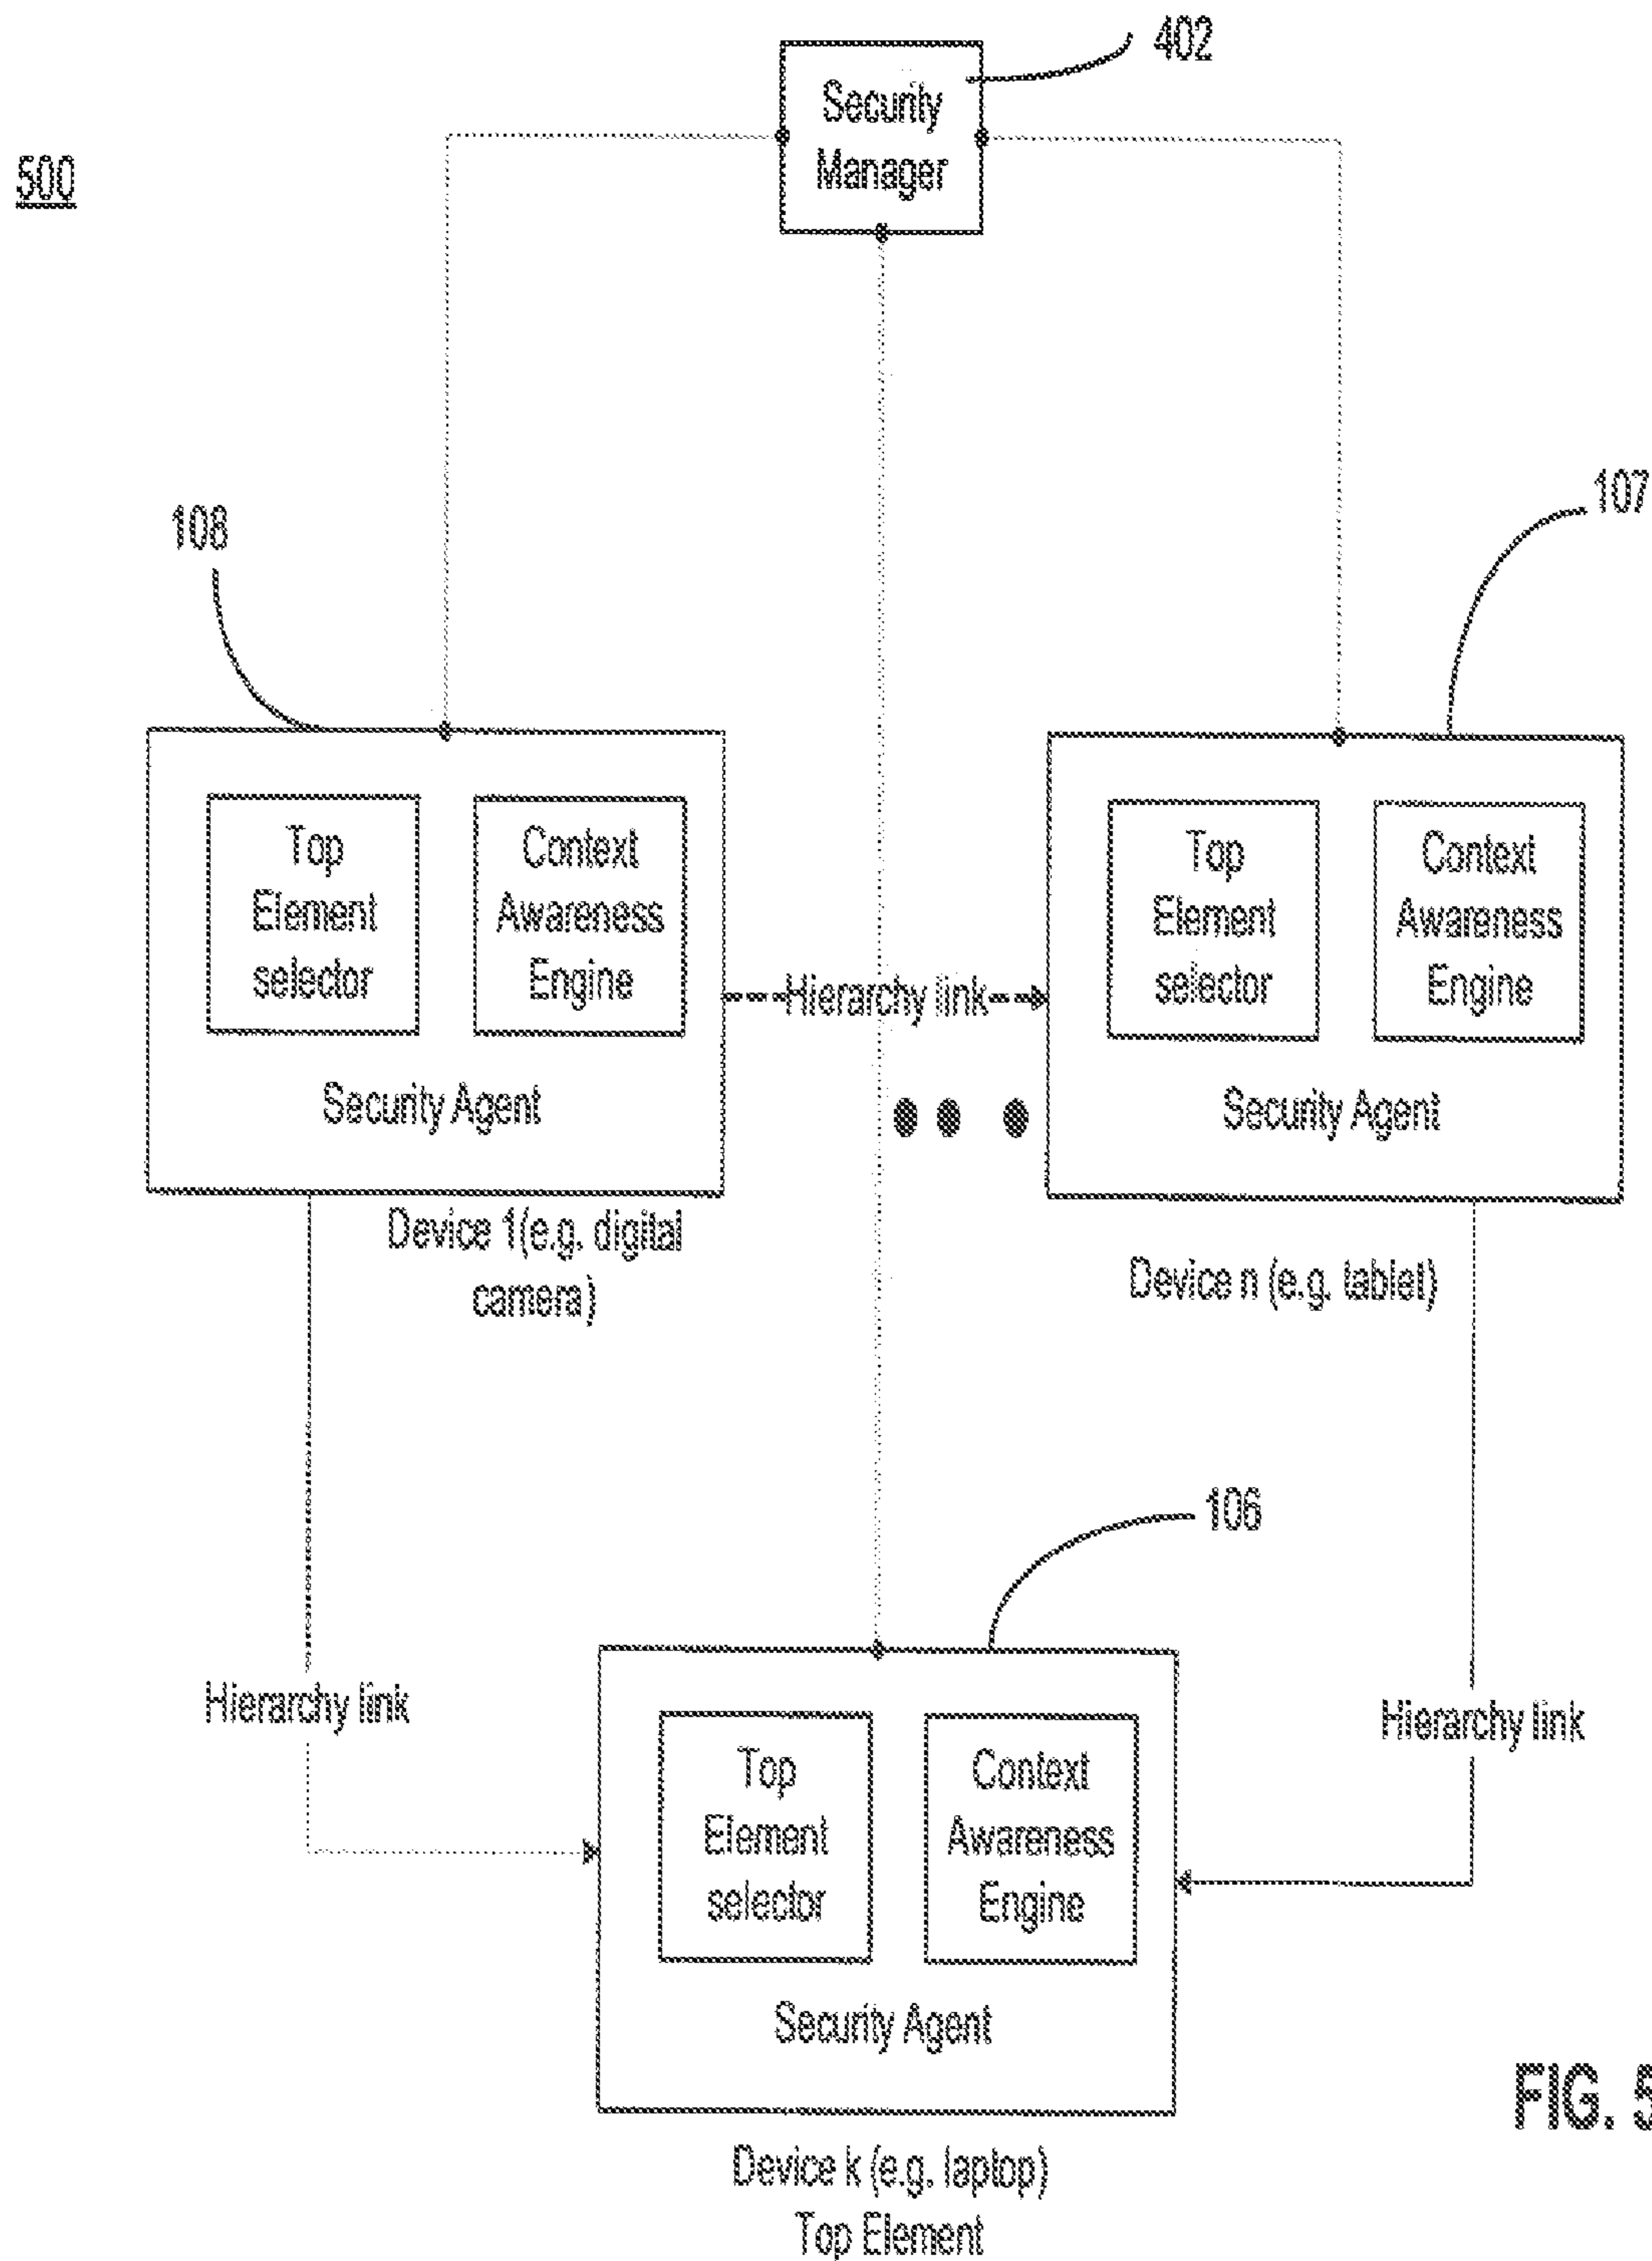 402
Security
Manager
500
108
107
Top
Element
selector
Context
Awareness
Engine
Security Agent
Hierarchy link
Top
Element
selector
Context
Awareness
Engine
Security Agent
Device 1(e.g. digital
camera)
Device n (e.g. tablet)
106
Hierarchy link
Hierarchy link
Top
Element
selector
Context
Awareness
Engine
Security Agent
FIG. 5
Device k (e.g. laptop)
Top Element